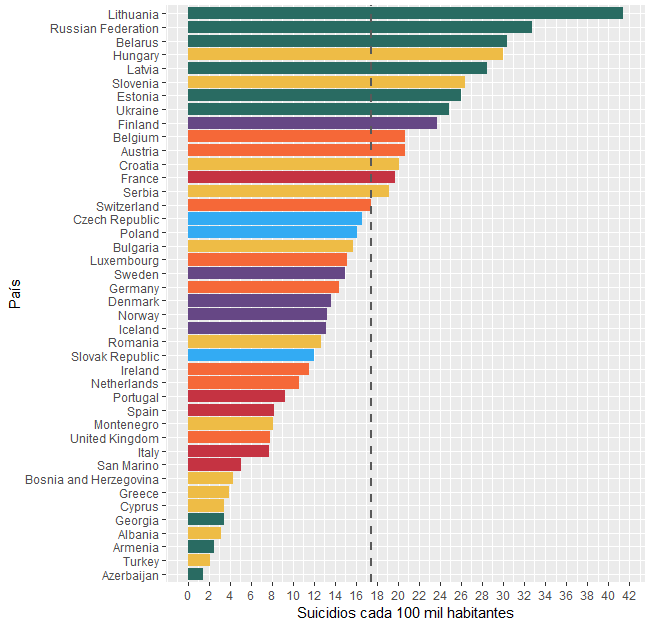 País
Lithuania
Russian Federation
Belarus
Hungary
Latvia
Slovenia
Estonia
Ukraine
Finland
Belgium
Austria
Croatia
France
Serbia
Switzerland
Czech Republic
Poland
Bulgaria
Luxembourg
Sweden
Germany
Denmark
Norway
Iceland
Romania
Slovak Republic
Ireland
Netherlands
Portugal
Spain
Montenegro
United Kingdom
Italy
San Marino
Bosnia and Herzegovina
Greece
Cyprus
Georgia
Albania
Armenia
Turkey
Azerbaijan
0 2 4 6 8 10 12 14 16 18 20 22 24 26 28 30 32 34 36 38 40 42
Suicidios cada 100 mil habitantes